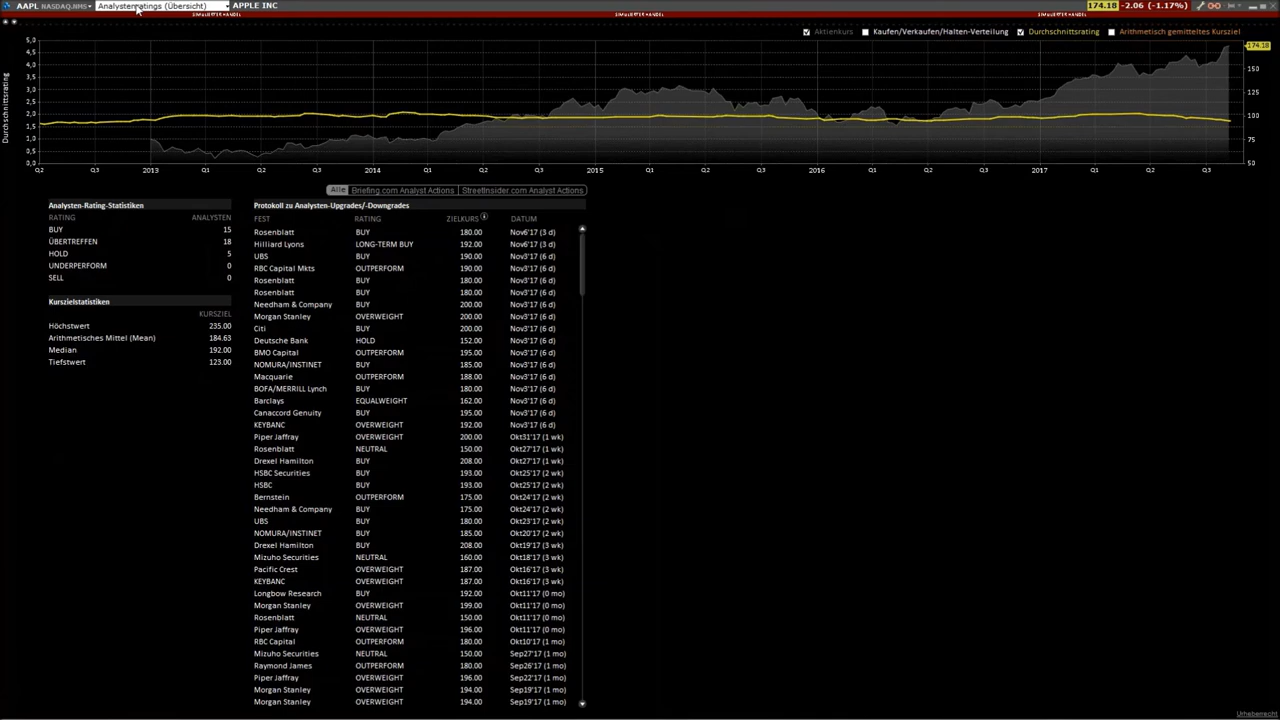 AAPL NASDAQ.NMS Analystenratings (Übersicht) APPLE INC 174.18 -2.06 (-1.17%)
Aktienkurs Kaufen/Verkaufen/Halten-Verteilung Durchschnittsrating Arithmetisch gemitteltes Kursziel
Durchschnittsrating
5,0
4,5
4,0
3,5
3,0
2,5
2,0
1,5
1,0
0,5
0,0
174.18
150
125
100
75
50
Q2 Q3 2013 Q1 Q2 Q3 2014 Q1 Q2 Q3 2015 Q1 Q2 Q3 2016 Q1 Q2 Q3 2017 Q1 Q2 Q3
Alle Briefing com Analyst Actions StreetInsider com Analyst Actions
Analysten-Rating-Statistiken
RATING ANALYSTEN
BUY 15
ÜBERTREFFEN 18
HOLD 5
UNDERPERFORM 0
SELL 0
Kurszielstatistiken
KURSZIEL
Höchstwert 235.00
Arithmetisches Mittel (Mean) 184.63
Median 192.00
Tiefstwert 123.00
Protokoll zu Analysten-Upgrades/-Downgrades
FEST RATING ZIELKURS DATUM
Rosenblatt BUY 180.00 Nov6'17 (3 d)
Hilliard Lyons LONG-TERM BUY 192.00 Nov6'17 (3 d)
UBS BUY 190.00 Nov3'17 (6 d)
RBC Capital Mkts OUTPERFORM 190.00 Nov3'17 (6 d)
Rosenblatt BUY 180.00 Nov3'17 (6 d)
Rosenblatt BUY 180.00 Nov3'17 (6 d)
Needham & Company BUY 200.00 Nov3'17 (6 d)
Morgan Stanley OVERWEIGHT 200.00 Nov3'17 (6 d)
Citi BUY 200.00 Nov3'17 (6 d)
Deutsche Bank HOLD 152.00 Nov3'17 (6 d)
BMO Capital OUTPERFORM 195.00 Nov3'17 (6 d)
NOMURA/INSTINET BUY 185.00 Nov3'17 (6 d)
Macquarie OUTPERFORM 188.00 Nov3'17 (6 d)
BOFA/MERRILL Lynch BUY 180.00 Nov3'17 (6 d)
Barclays EQUALWEIGHT 162.00 Nov3'17 (6 d)
Canaccord Genuity BUY 195.00 Nov3'17 (6 d)
KEYBANC OVERWEIGHT 192.00 Nov3'17 (6 d)
Piper Jaffray OVERWEIGHT 200.00 Okt31'17 (1 wk)
Rosenblatt NEUTRAL 150.00 Okt27'17 (1 wk)
Drexel Hamilton BUY 208.00 Okt27'17 (1 wk)
HSBC Securities BUY 193.00 Okt25'17 (2 wk)
HSBC BUY 193.00 Okt25'17 (2 wk)
Bernstein OUTPERFORM 175.00 Okt24'17 (2 wk)
Needham & Company BUY 175.00 Okt24'17 (2 wk)
UBS BUY 180.00 Okt23'17 (2 wk)
NOMURA/INSTINET BUY 185.00 Okt20'17 (2 wk)
Drexel Hamilton BUY 208.00 Okt19'17 (3 wk)
Mizuho Securities NEUTRAL 160.00 Okt18'17 (3 wk)
Pacific Crest OVERWEIGHT 187.00 Okt16'17 (3 wk)
KEYBANC OVERWEIGHT 187.00 Okt16'17 (3 wk)
Longbow Research BUY 192.00 Okt11'17 (0 mo)
Morgan Stanley OVERWEIGHT 199.00 Okt11'17 (0 mo)
Rosenblatt NEUTRAL 150.00 Okt11'17 (0 mo)
Piper Jaffray OVERWEIGHT 196.00 Okt11'17 (0 mo)
RBC Capital OUTPERFORM 180.00 Okt10'17 (1 mo)
Mizuho Securities NEUTRAL 150.00 Sep27'17 (1 mo)
Raymond James OUTPERFORM 180.00 Sep26'17 (1 mo)
Piper Jaffray OVERWEIGHT 196.00 Sep22'17 (1 mo)
Morgan Stanley OVERWEIGHT 194.00 Sep19'17 (1 mo)
Morgan Stanley OVERWEIGHT 194.00 Sep19'17 (1 mo)
Urheberrecht